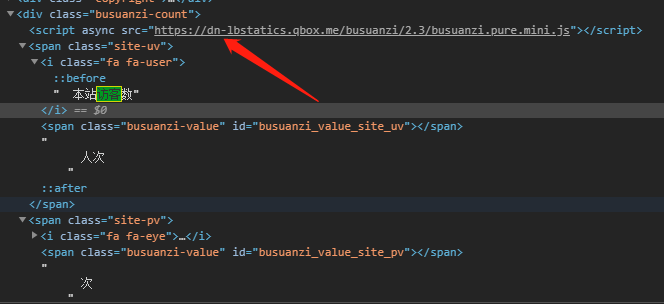 <div class="copyright">…</div>
<div class="busuanzi-count">
<script async src="https://dn-lbstatics.qbox.me/busuanzi/2.3/busuanzi.pure.mini.js"></script>
<span class="site-uv">
<i class="fa fa-user">
::before
" 本站访客数"
</i> == $0
<span class="busuanzi-value" id="busuanzi_value_site_uv"></span>
"
人次
"
::after
</span>
<span class="site-pv">
<i class="fa fa-eye">…</i>
<span class="busuanzi-value" id="busuanzi_value_site_pv"></span>
"
次
"